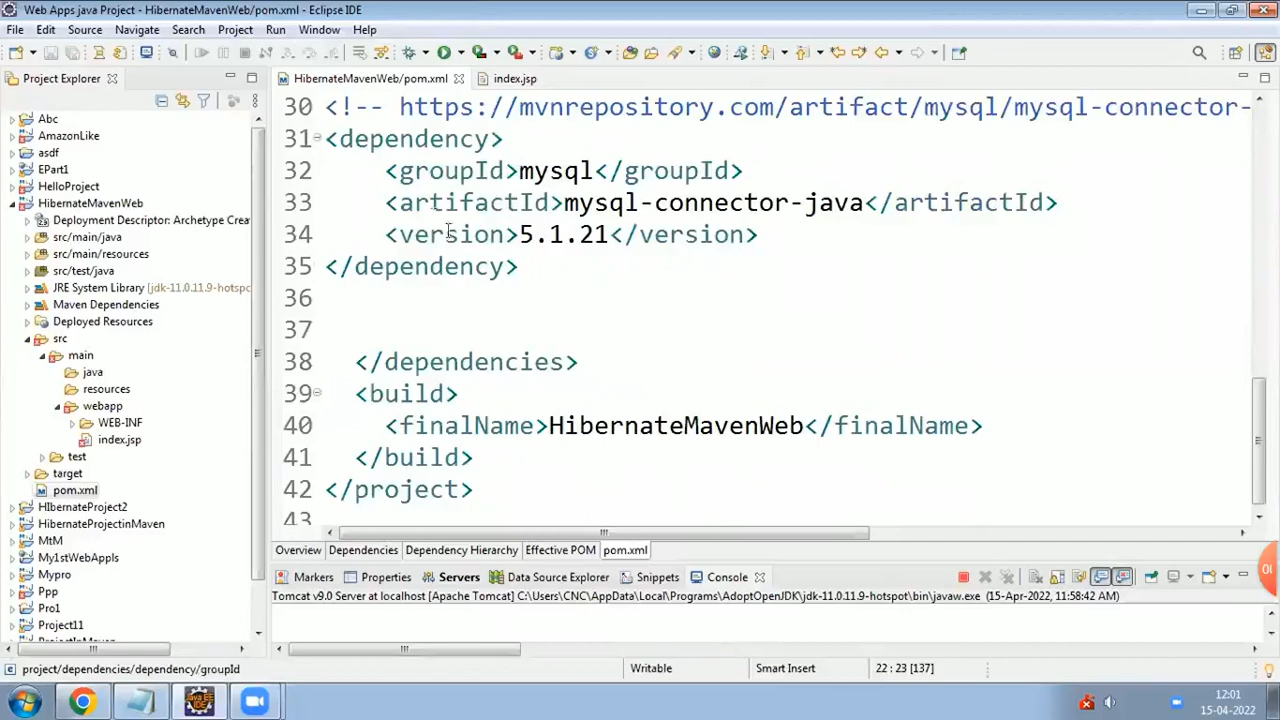 Web Apps.java Project - HibernateMavenWeb/pom.xml - Eclipse IDE
File Edit Source Navigate Search Project Run Window Help
Project Explorer
HibernateMavenWeb/pom.xml
index.jsp
Abc
AmazonLike
asdf
EPart1
HelloProject
HibernateMavenWeb
Deployment Descriptor: Archetype Crea
src/main/java
src/main/resources
src/test/java
JRE System Library [jdk-11.0.11.9-hotspo
Maven Dependencies
Deployed Resources
src
main
java
resources
webapp
WEB-INF
index.jsp
test
target
pom.xml
HIbernateProject2
HibernateProjectinMaven
MtM
My1stWebAppls
Mypro
Ppp
Pro1
Project11
ProjectInMaven
30 <!-- https://mvnrepository.com/artifact/mysql/mysql-connector-
31 <dependency>
32 <groupId>mysql</groupId>
33 <artifactId>mysql-connector-java</artifactId>
34 <version>5.1.21</version>
35 </dependency>
36
37
38 </dependencies>
39 <build>
40 <finalName>HibernateMavenWeb</finalName>
41 </build>
42 </project>
43
Overview Dependencies Dependency Hierarchy Effective POM pom.xml
Markers Properties Servers Data Source Explorer Snippets Console
Tomcat v9.0 Server at localhost [Apache Tomcat] C:\Users\CNC\AppData\Local\Programs\AdoptOpenJDK\jdk-11.0.11.9-hotspot\bin\javaw.exe (15-Apr-2022, 11:58:42 AM)
project/dependencies/dependency/groupId
Writable
Smart Insert
22 : 23 [137]
12:01
15-04-2022